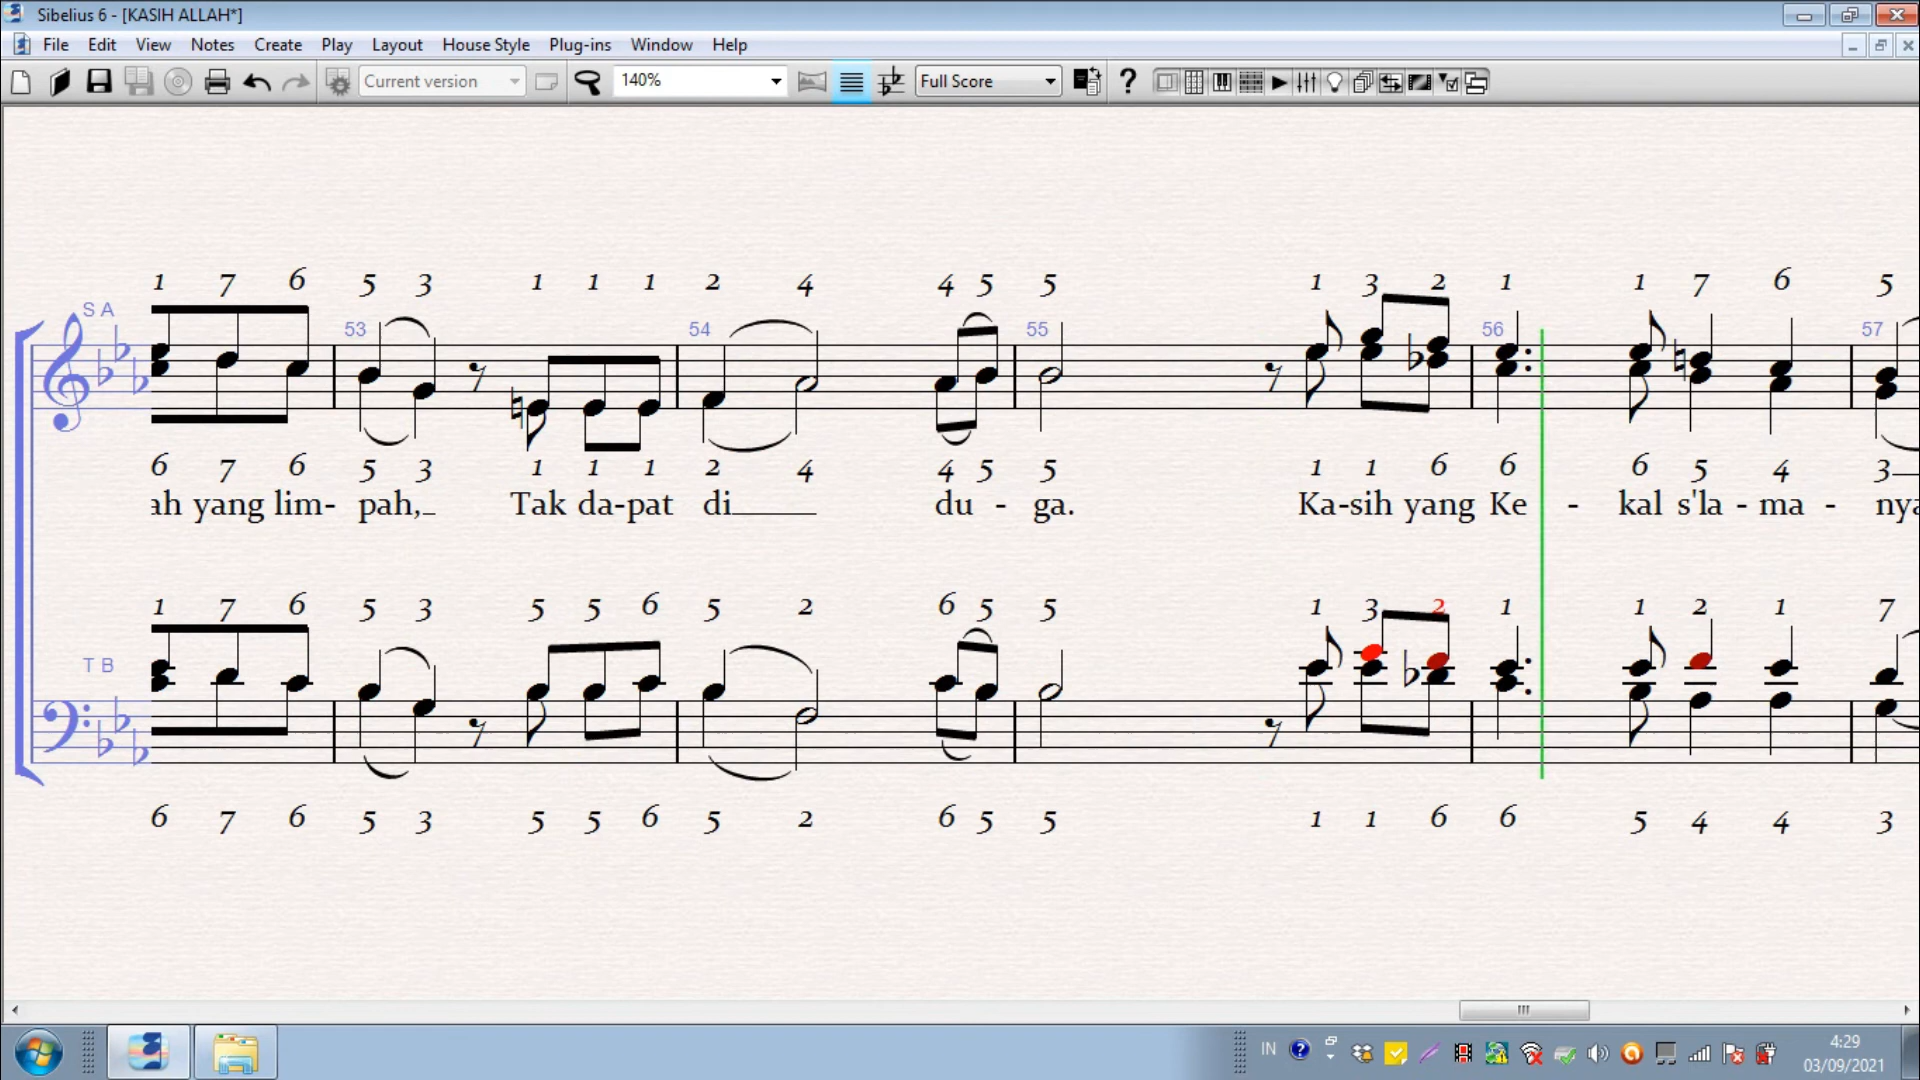 Sibelius 6 - [KASIH ALLAH*]
File Edit View Notes Create Play Layout House Style Plug-ins Window Help
Current version 140% Full Score
1 7 6 5 3 1 1 1 2 4 4 5 5 1 3 2 1 1 7 6 5
S A 53 54 55 56 57
6 7 6 5 3 1 1 1 2 4 4 5 5 1 1 6 6 6 5 4 3
ah yang lim- pah,_ Tak da-pat di____ du - ga. Ka-sih yang Ke - kal s'la - ma - nya
1 7 6 5 3 5 5 6 5 2 6 5 5 1 3 2 1 1 2 1 7
T B
6 7 6 5 3 5 5 6 5 2 6 5 5 1 1 6 6 5 4 4 3
IN 4:29
03/09/2021